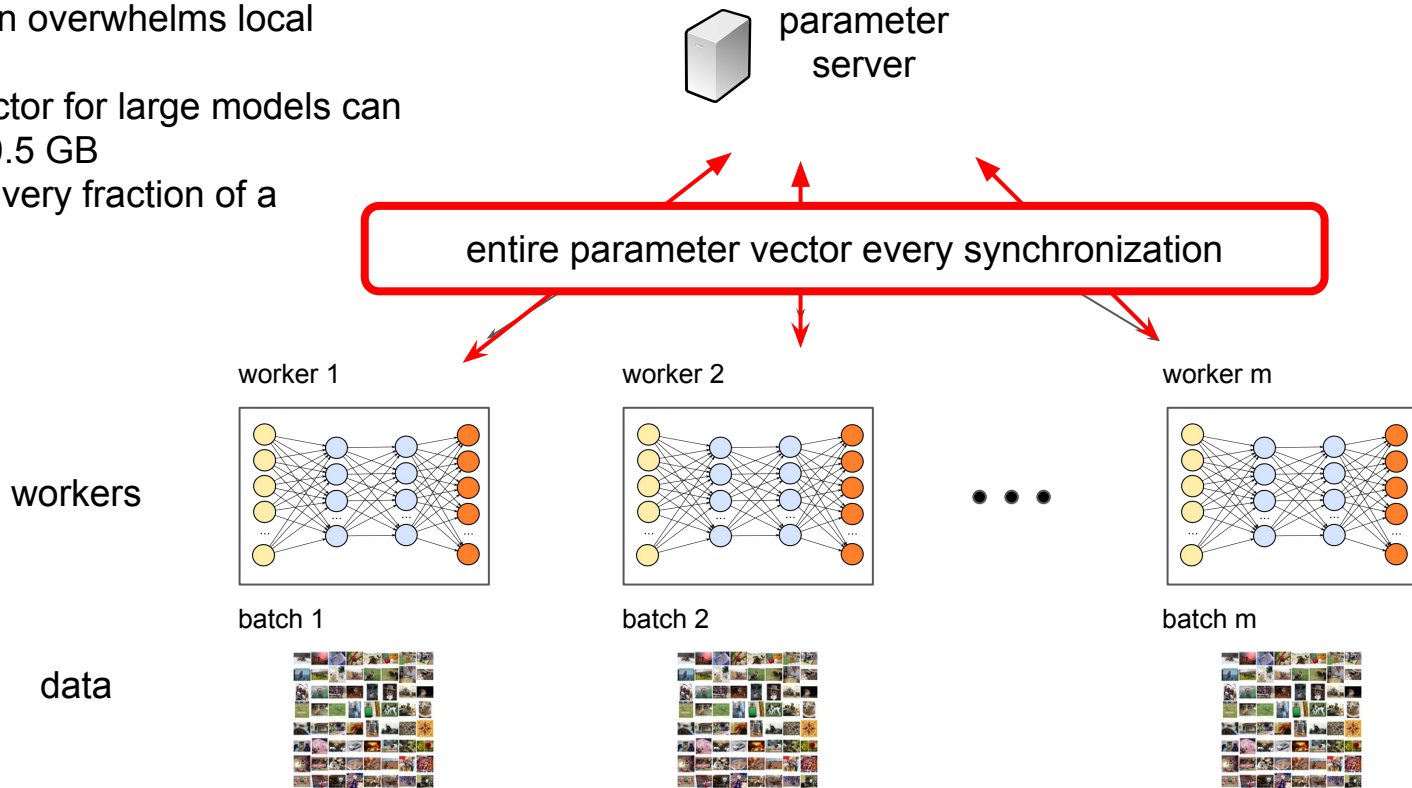 n overwhelms local
ctor for large models can
0.5 GB
very fraction of a
parameter
server
entire parameter vector every synchronization
worker 1
worker 2
worker m
workers
...
...
...
...
...
...
...
...
...
batch 1
batch 2
batch m
data